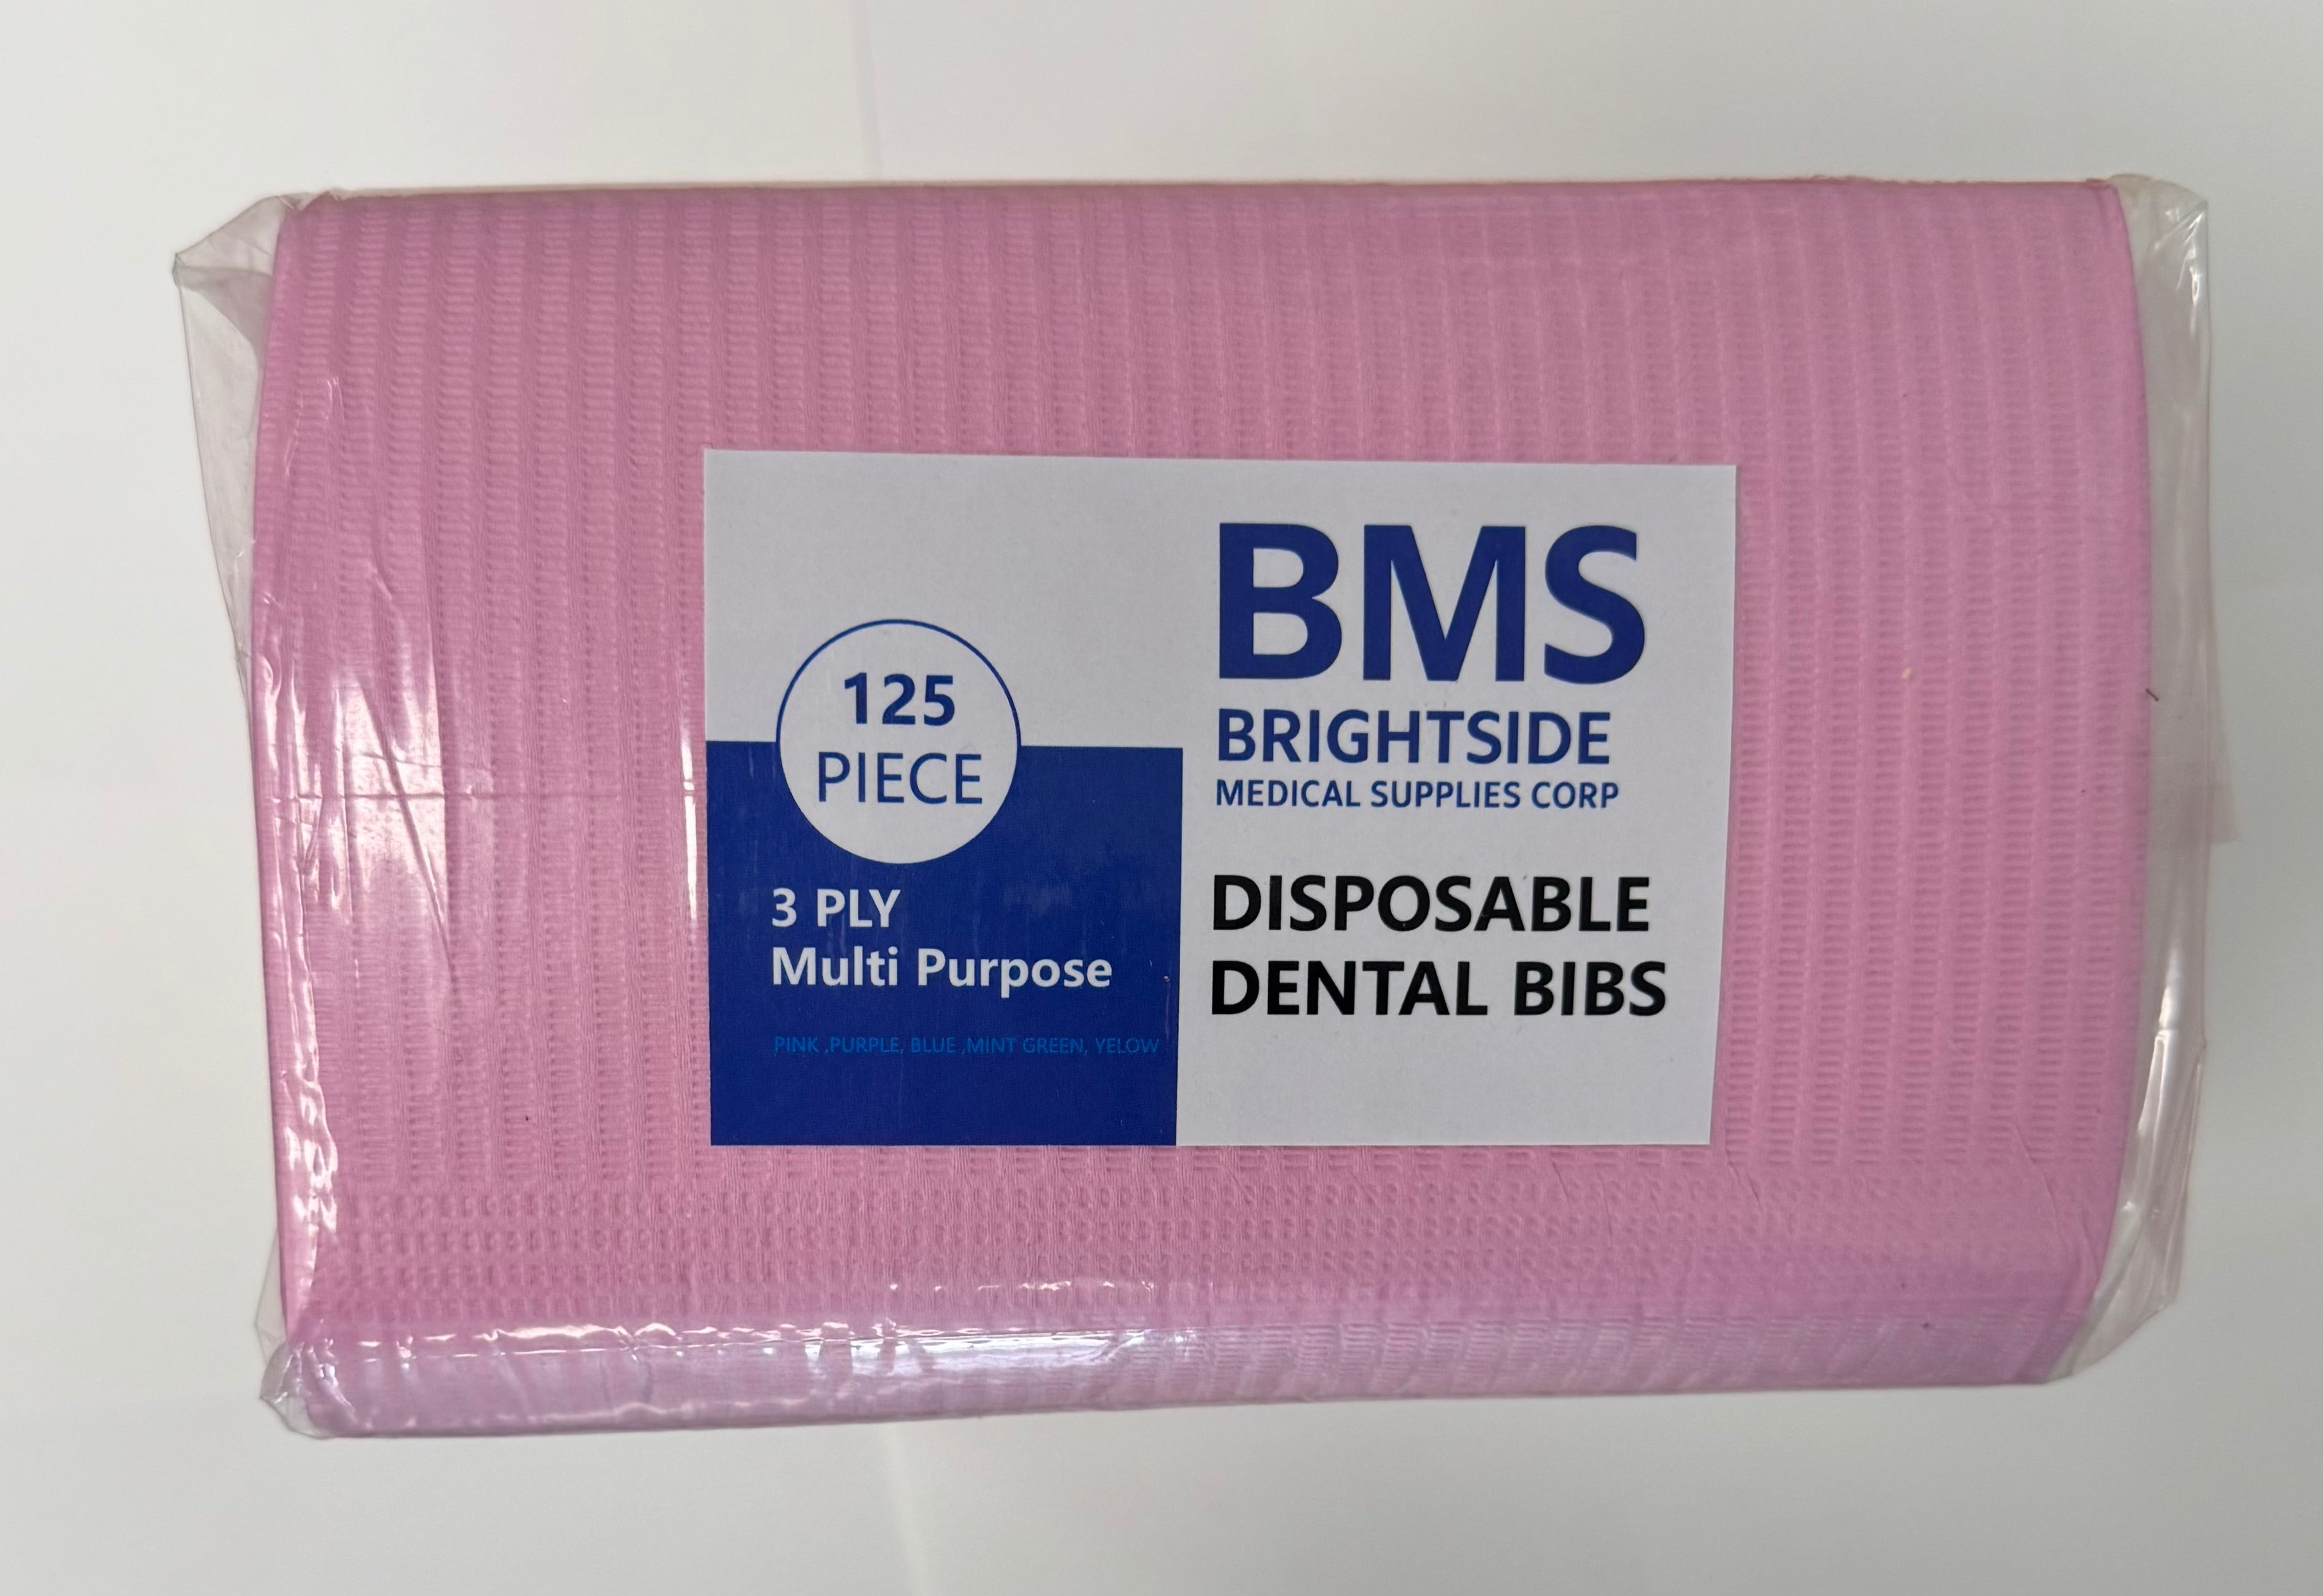 125
PIECE
3 PLY
Multi Purpose
PINK ,PURPLE, BLUE ,MINT GREEN, YELOW
BMS
BRIGHTSIDE
MEDICAL SUPPLIES CORP
DISPOSABLE
DENTAL BIBS